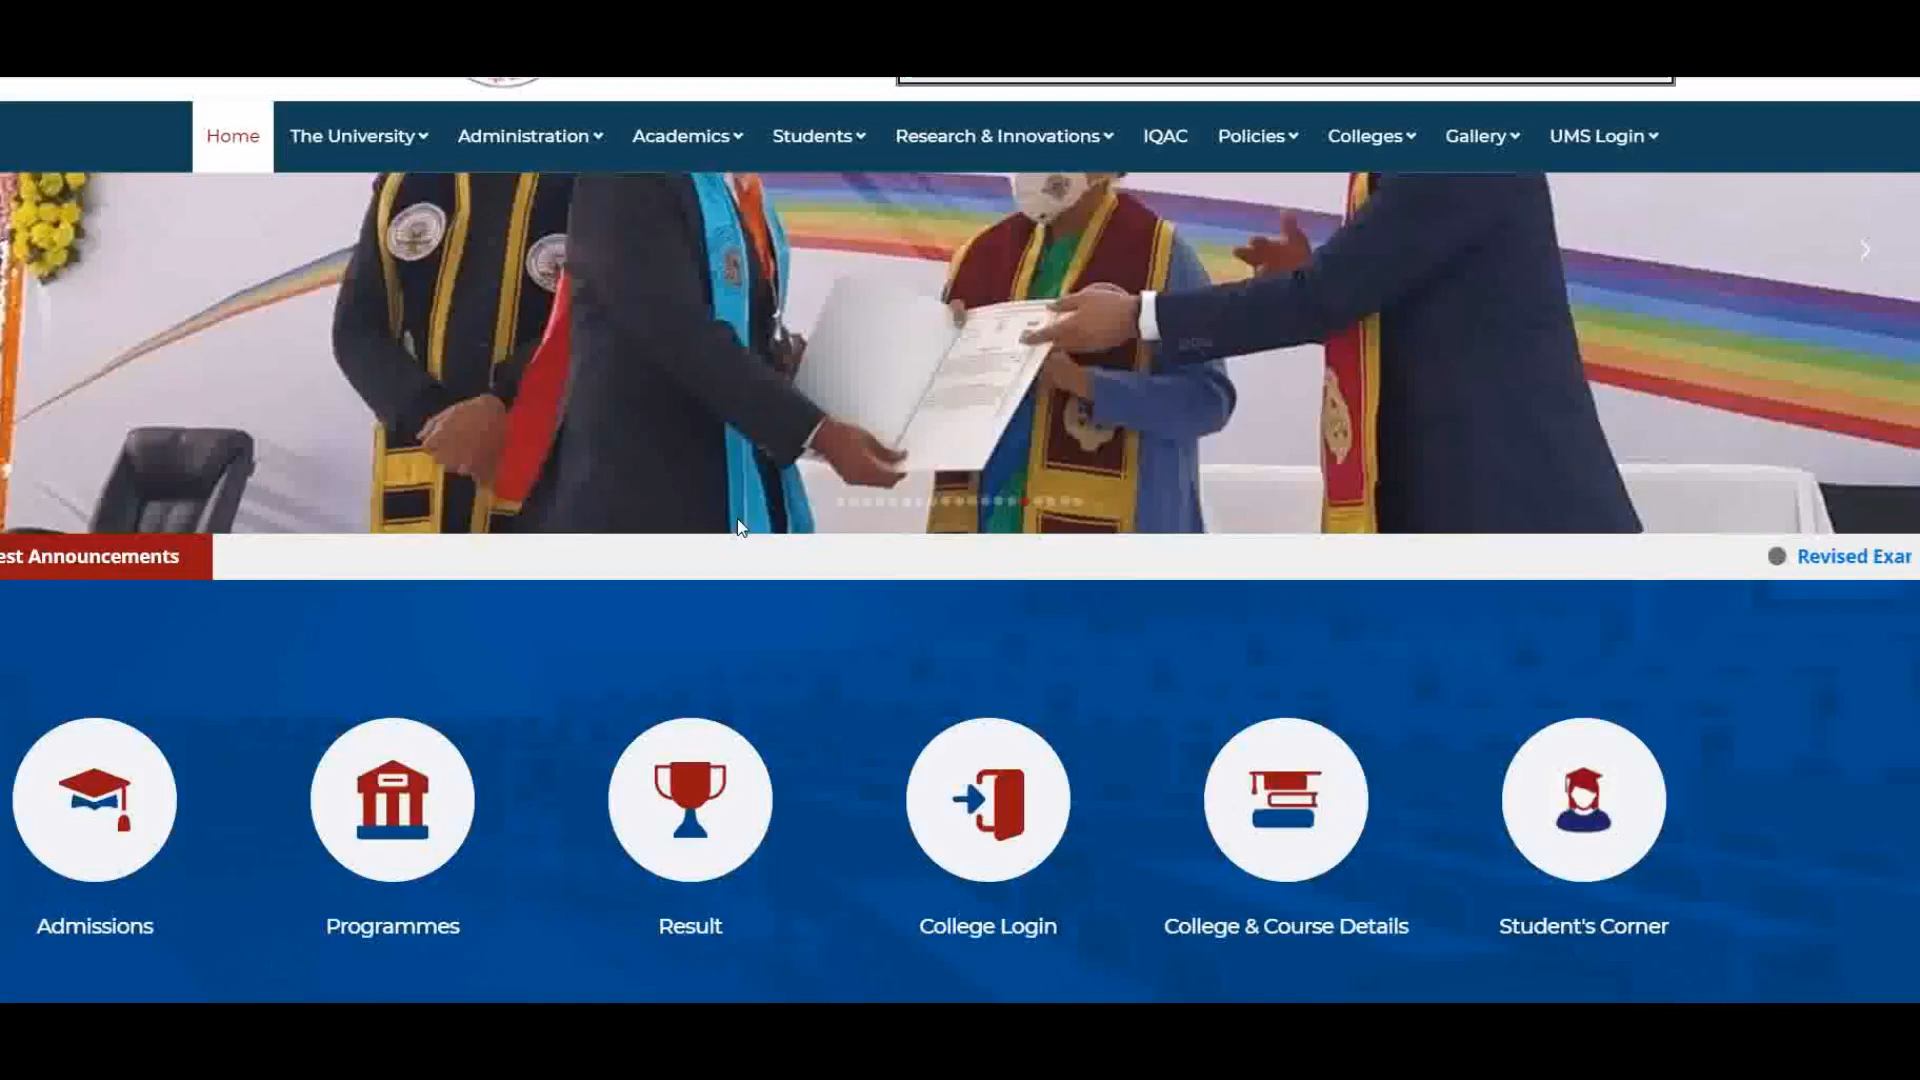 Home The University Administration Academics Students Research & Innovations IQAC Policies Colleges Gallery UMS Login
est Announcements
Revised Exar
Admissions Programmes Result College Login College & Course Details Student's Corner